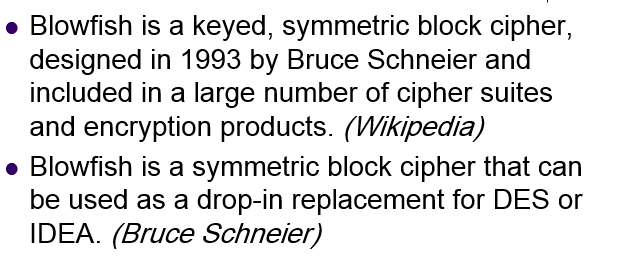 • Blowfish is a keyed, symmetric block cipher,
designed in 1993 by Bruce Schneier and
included in a large number of cipher suites
and encryption products. (Wikipedia)
• Blowfish is a symmetric block cipher that can
be used as a drop-in replacement for DES or
IDEA. (Bruce Schneier)